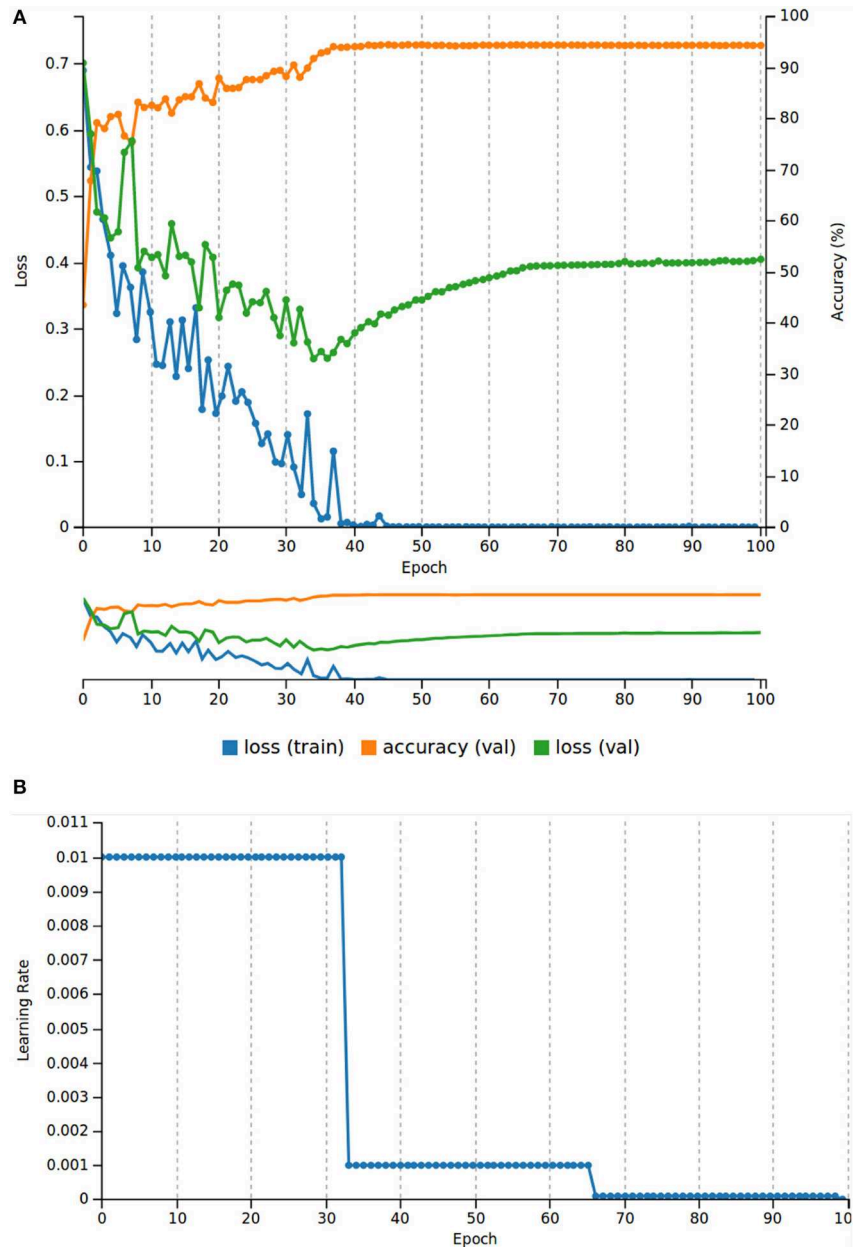 A
100
0.7
90
0.6
80
70
0.5
60
0.4
50
0.3
40
30
0.2
20
0.1
10
0
0
0 10 20 30 40 50 60 70 80 90 100
Loss
Accuracy (%)
Epoch
0 10 20 30 40 50 60 70 80 90 100
loss (train) accuracy (val) loss (val)
B
0.011
0.01
0.009
0.008
0.007
0.006
0.005
0.004
0.003
0.002
0.001
0
Learning Rate
0 10 20 30 40 50 60 70 80 90 10
Epoch